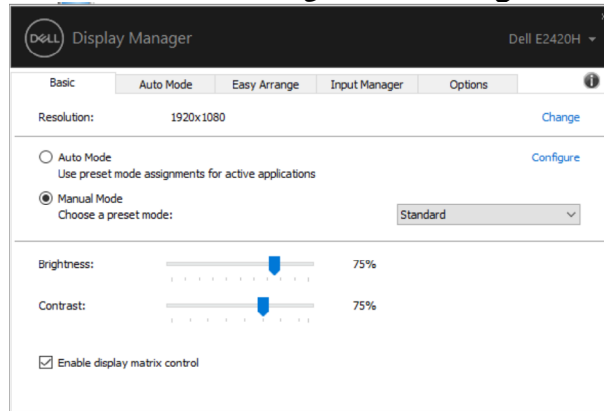 DELL Display Manager Dell E2420H
Basic Auto Mode Easy Arrange Input Manager Options
Resolution: 1920x1080 Change
Auto Mode Configure
Use preset mode assignments for active applications
Manual Mode
Choose a preset mode: Standard
Brightness: 75%
Contrast: 75%
Enable display matrix control